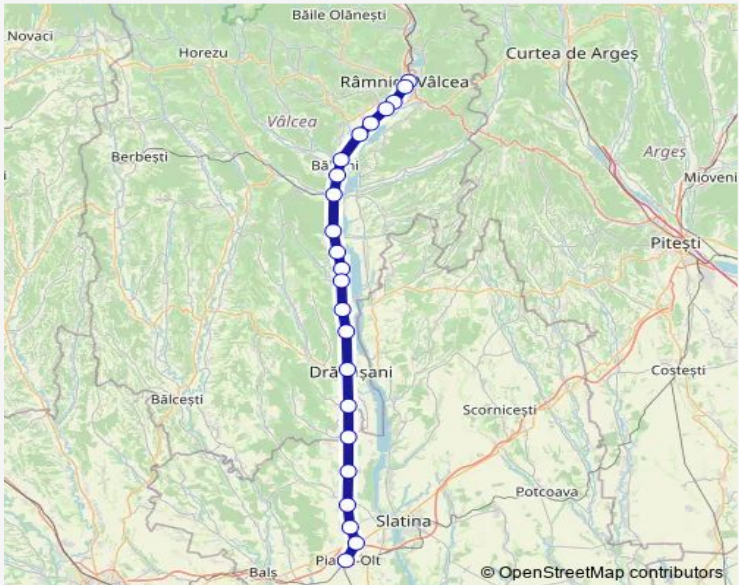 Băile Olănești
Novaci
Horezu
Curtea de Argeș
Vâlcea
Vâlcea
Argeș
Berbești
Mioveni
Pitești
Costești
Bălcești
Scornicești
Potcoava
Slatina
Balș
© OpenStreetMap contributors